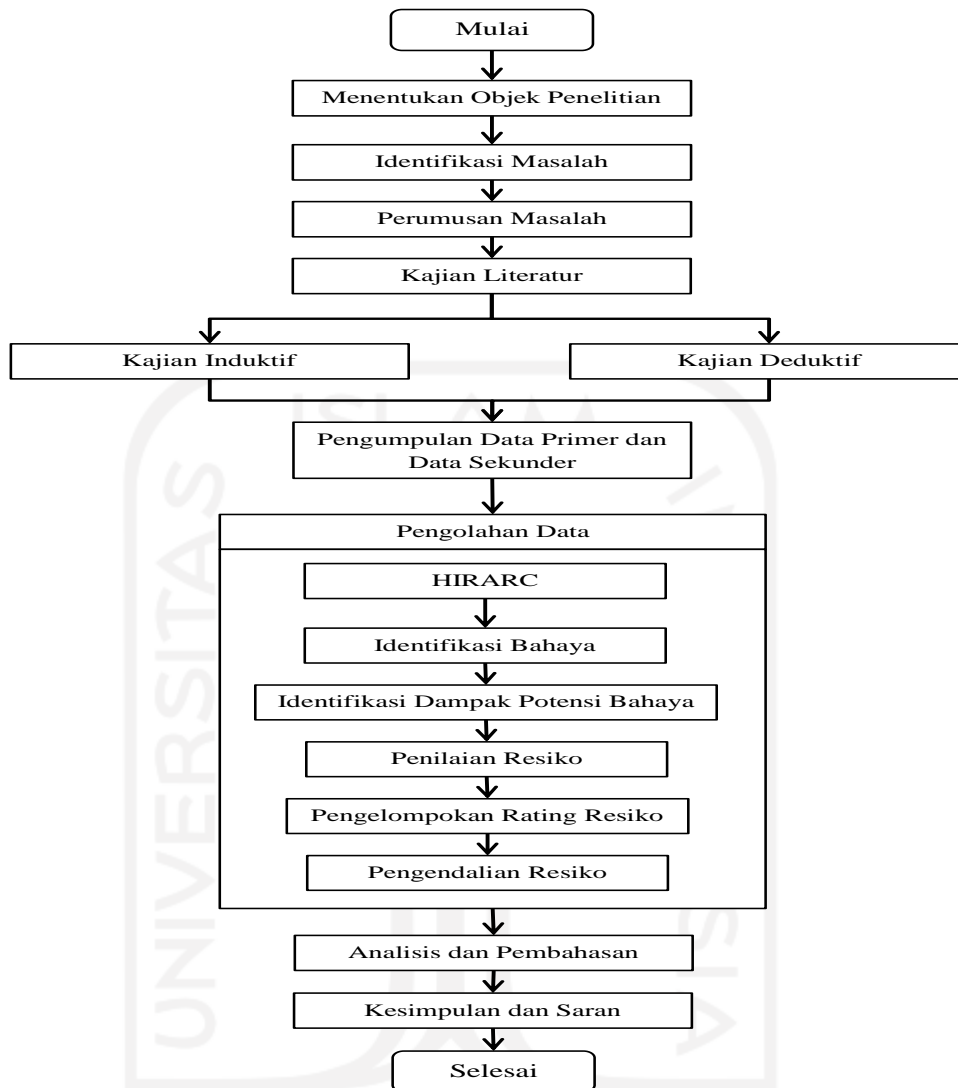 Mulai
Menentukan Objek Penelitian
Identifikasi Masalah
Perumusan Masalah
Kajian Literatur
Kajian Induktif
Kajian Deduktif
Pengumpulan Data Primer dan
Data Sekunder
Pengolahan Data
HIRARC
Identifikasi Bahaya
Identifikasi Dampak Potensi Bahaya
Penilaian Resiko
Pengelompokan Rating Resiko
Pengendalian Resiko
Analisis dan Pembahasan
Kesimpulan dan Saran
Selesai
UNIVERSITAS
ISLAM